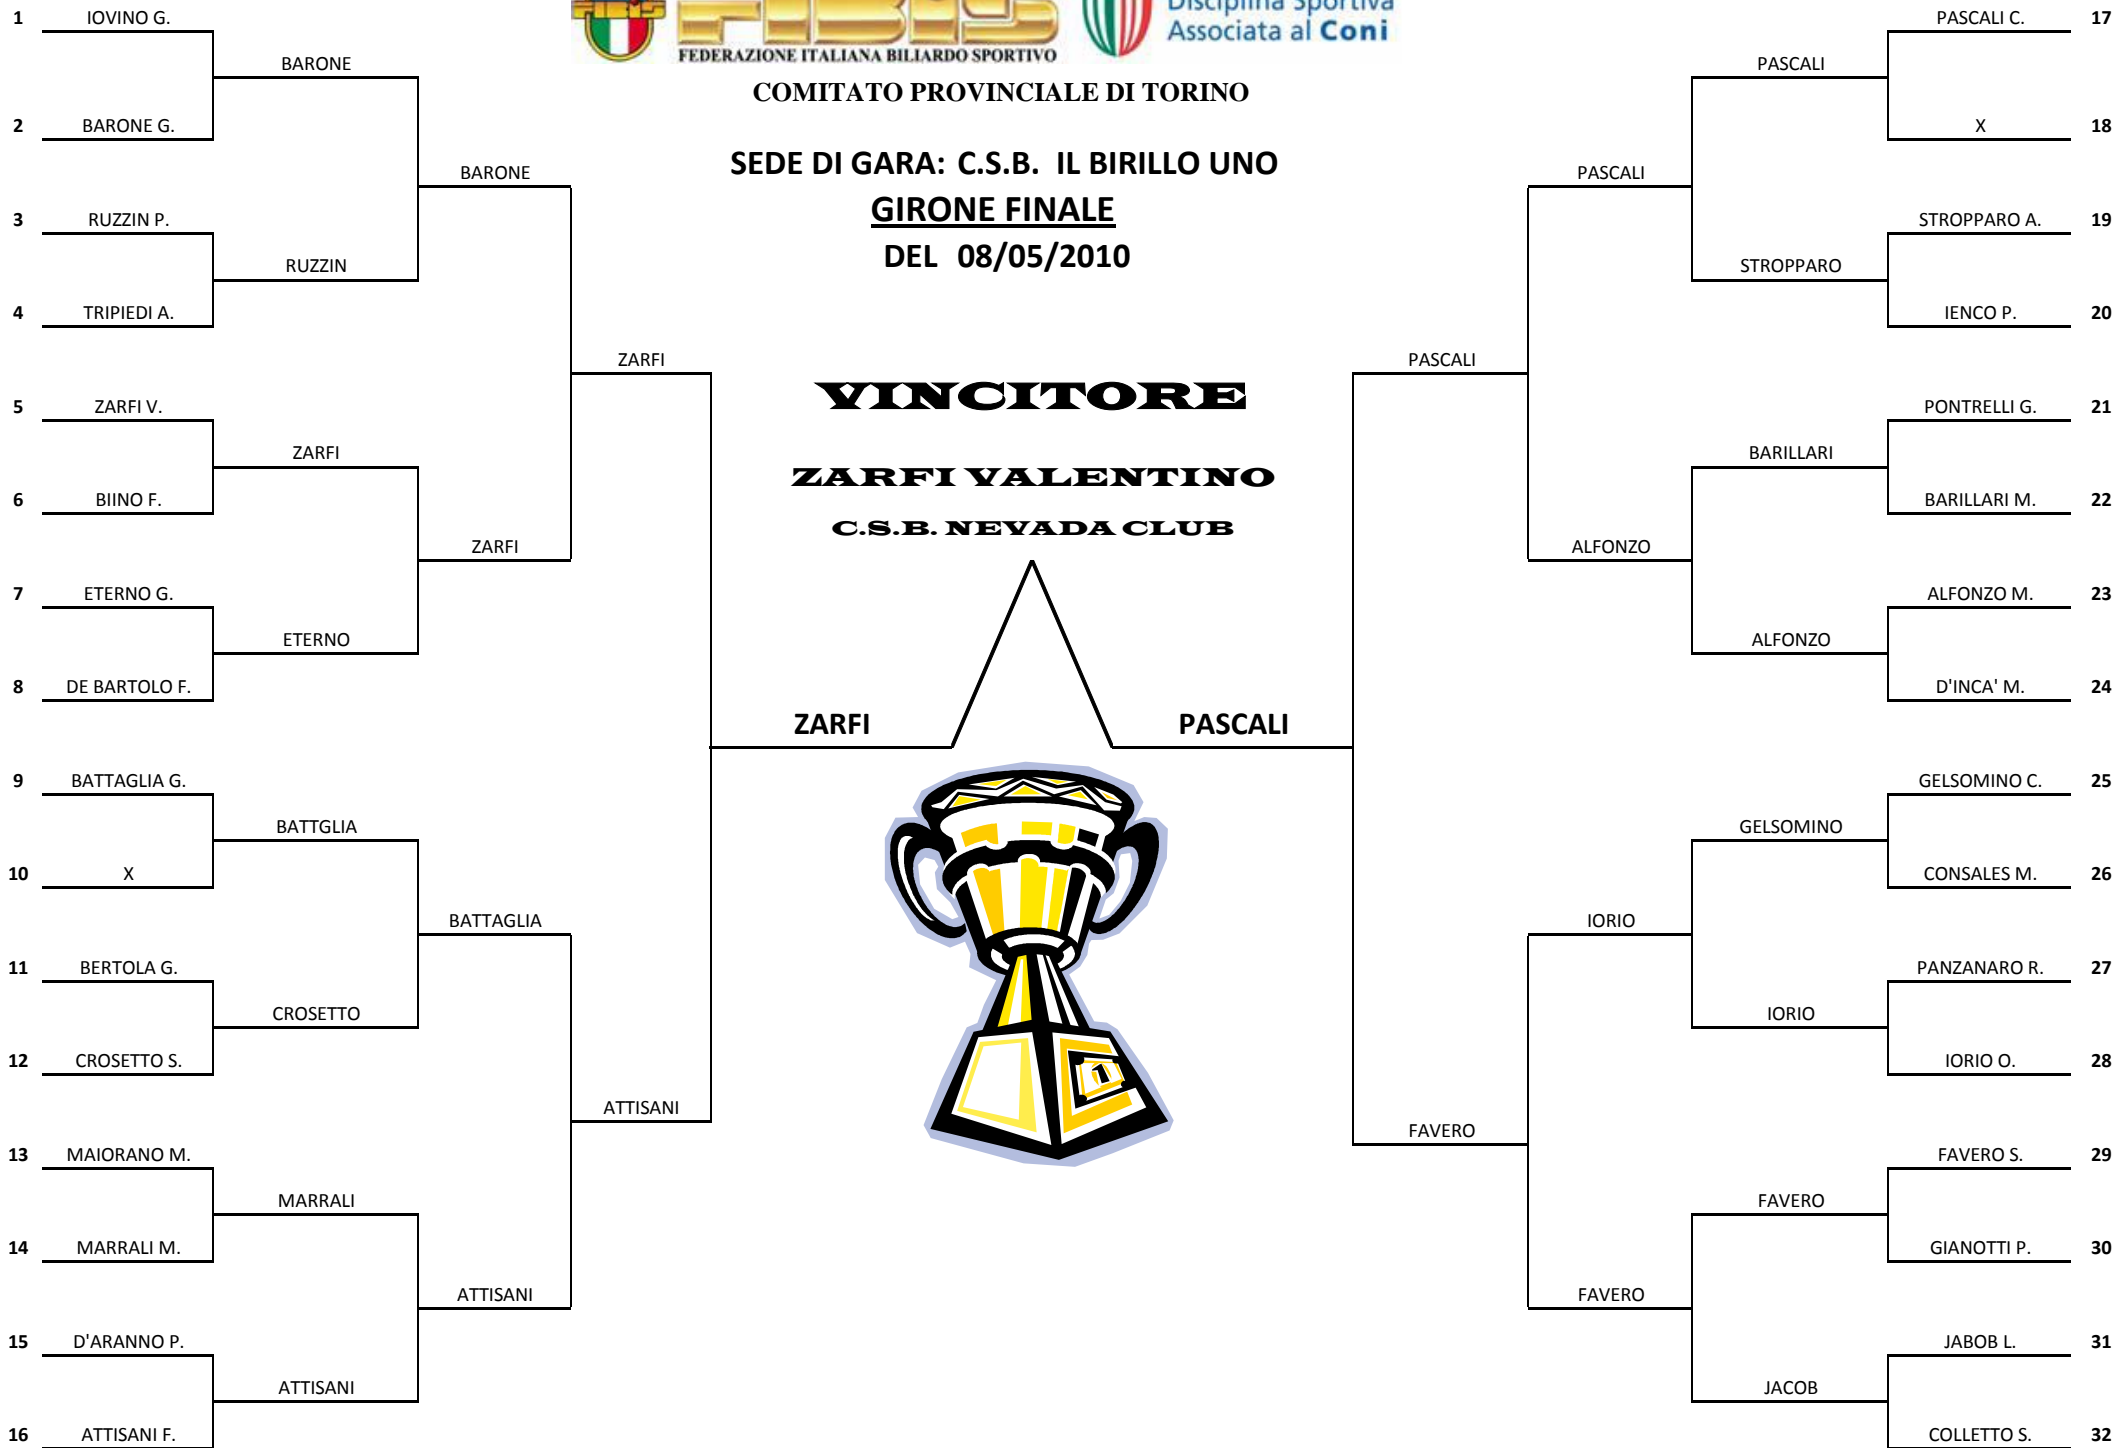 FIBIS
FEDERAZIONE ITALIANA BILIARDO SPORTIVO
Disciplina Sportiva
Associata al Coni
COMITATO PROVINCIALE DI TORINO
SEDE DI GARA: C.S.B. IL BIRILLO UNO
GIRONE FINALE
DEL 08/05/2010
1 IOVINO G.
BARONE
2 BARONE G.
BARONE
3 RUZZIN P.
RUZZIN
4 TRIPIEDI A.
ZARFI
5 ZARFI V.
ZARFI
6 BIINO F.
ZARFI
7 ETERNO G.
ETERNO
8 DE BARTOLO F.
ZARFI
9 BATTAGLIA G.
BATTGLIA
10 X
BATTAGLIA
11 BERTOLA G.
CROSETTO
12 CROSETTO S.
ATTISANI
13 MAIORANO M.
MARRALI
14 MARRALI M.
ATTISANI
15 D'ARANNO P.
ATTISANI
16 ATTISANI F.
VINCITORE
ZARFI VALENTINO
C.S.B. NEVADA CLUB
1
PASCALI C. 17
PASCALI
X 18
PASCALI
STROPPARO A. 19
STROPPARO
IENCO P. 20
PASCALI
PONTRELLI G. 21
BARILLARI
BARILLARI M. 22
ALFONZO
ALFONZO M. 23
ALFONZO
D'INCA' M. 24
PASCALI
GELSOMINO C. 25
GELSOMINO
CONSALES M. 26
IORIO
PANZANARO R. 27
IORIO
IORIO O. 28
FAVERO
FAVERO S. 29
FAVERO
GIANOTTI P. 30
FAVERO
JABOB L. 31
JACOB
COLLETTO S. 32